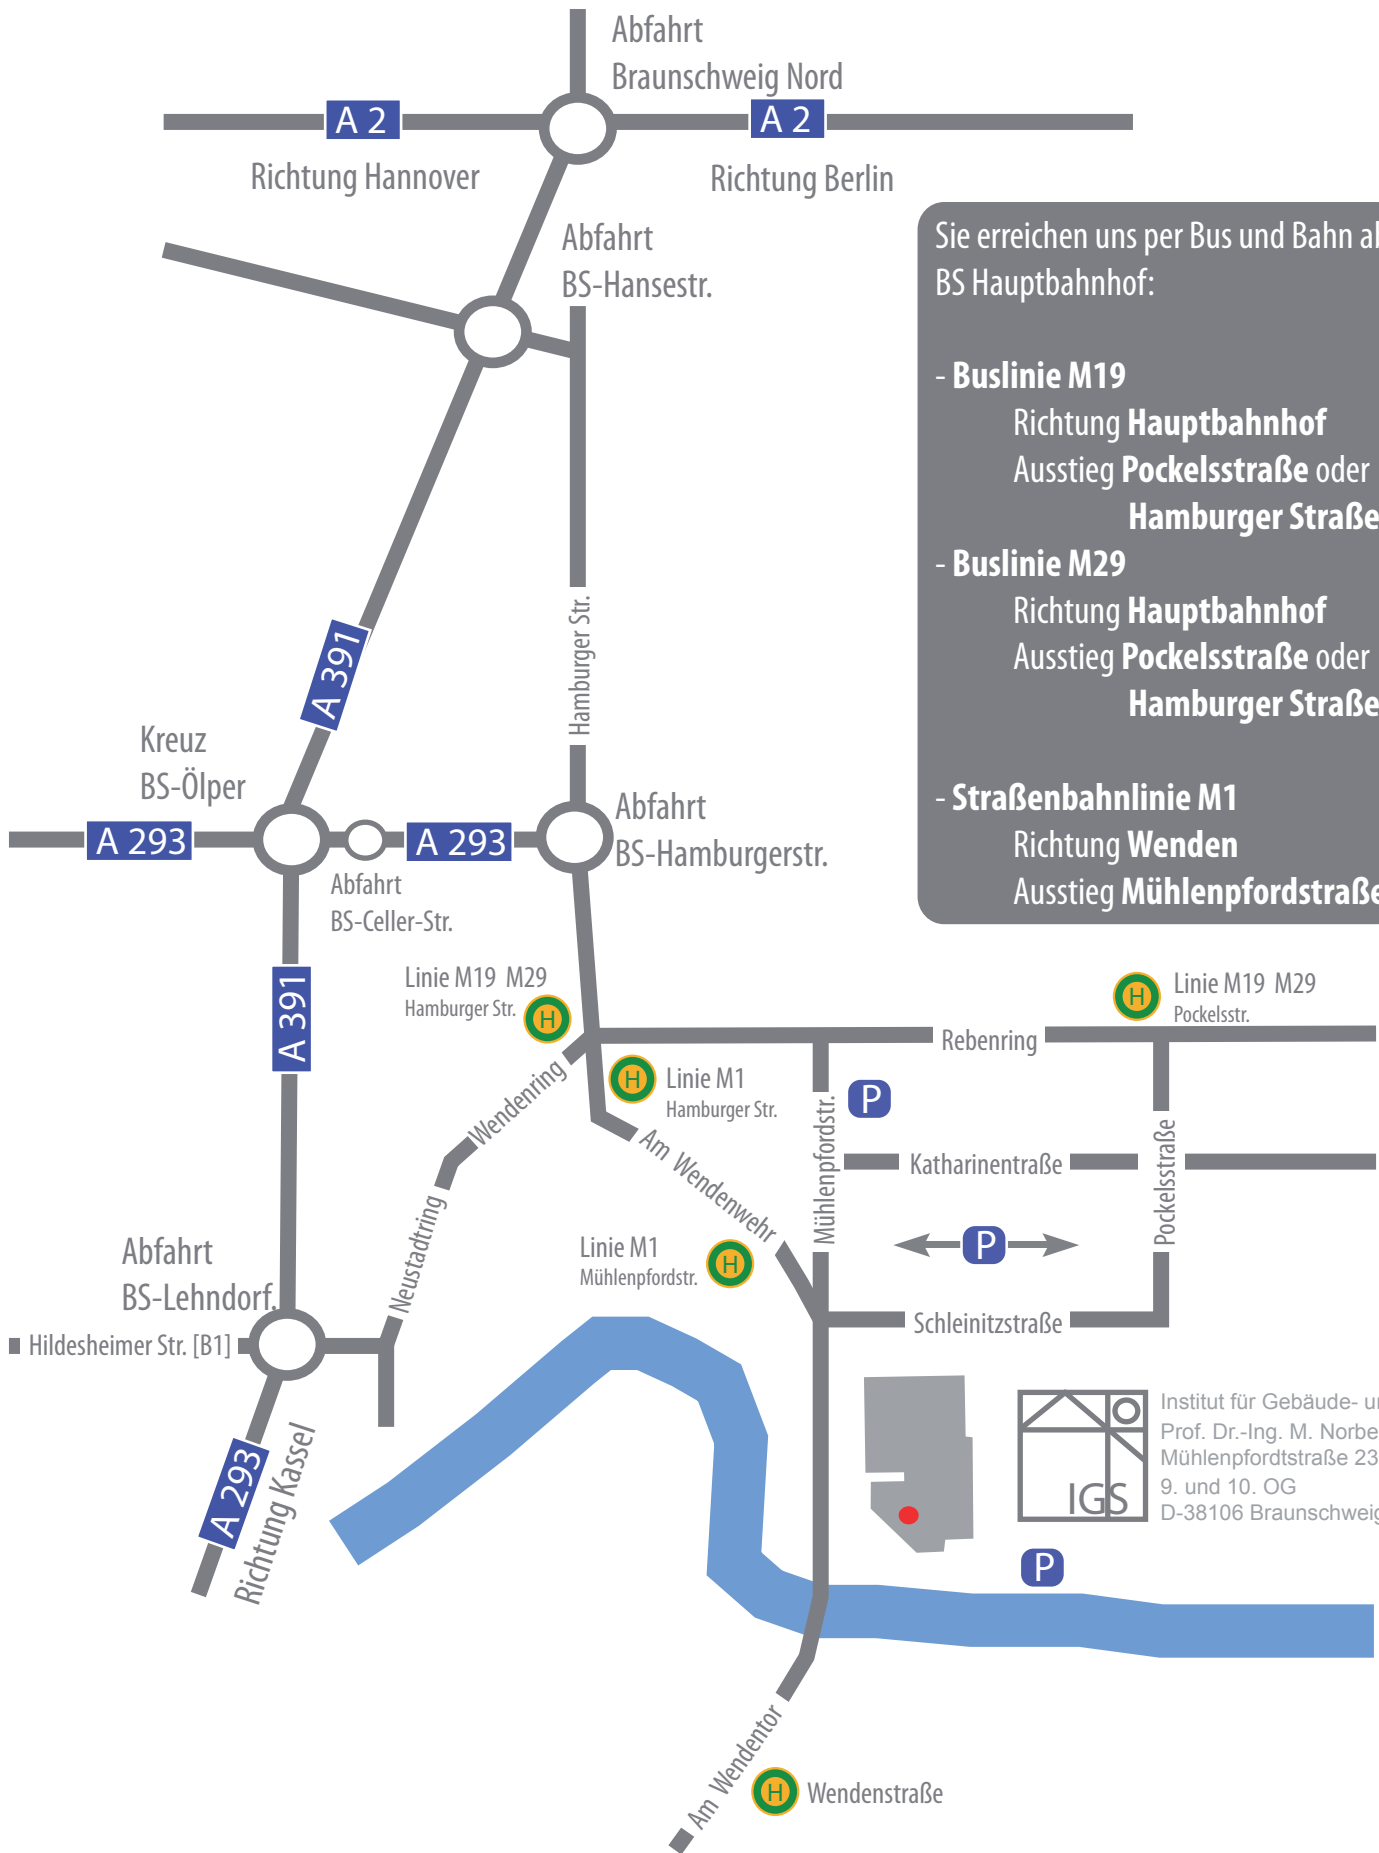 Abfahrt
Braunschweig Nord
A 2
A 2
Richtung Hannover
Richtung Berlin
Abfahrt
BS-Hansestr.
Sie erreichen uns per Bus und Bahn ab
BS Hauptbahnhof:
- Buslinie M19
Richtung Hauptbahnhof
Ausstieg Pockelsstraße oder
Hamburger Straße
- Buslinie M29
Richtung Hauptbahnhof
Ausstieg Pockelsstraße oder
Hamburger Straße
- Straßenbahnlinie M1
Richtung Wenden
Ausstieg Mühlenpfordstraße
Hamburger Str.
A 391
Kreuz
BS-Ölper
A 293
A 293
Abfahrt
BS-Hamburgerstr.
Abfahrt
BS-Celler-Str.
A 391
Linie M19 M29
Hamburger Str.
H
H
Linie M19 M29
Pockelsstr.
Rebenring
Wendenring
H
Linie M1
Hamburger Str.
P
Mühlenpfordstr.
Am Wendenwehr
Katharinentraße
Pockelsstraße
Neustadtring
P
Linie M1
Mühlenpfordstr.
H
Abfahrt
BS-Lehndorf.
Schleinitzstraße
Hildesheimer Str. [B1]
A 293
Richtung Kassel
IGS
Institut für Gebäude- u
Prof. Dr.-Ing. M. Norbe
Mühlenpfordtstraße 23
9. und 10. OG
D-38106 Braunschweig
P
Am Wendentor
H
Wendenstraße